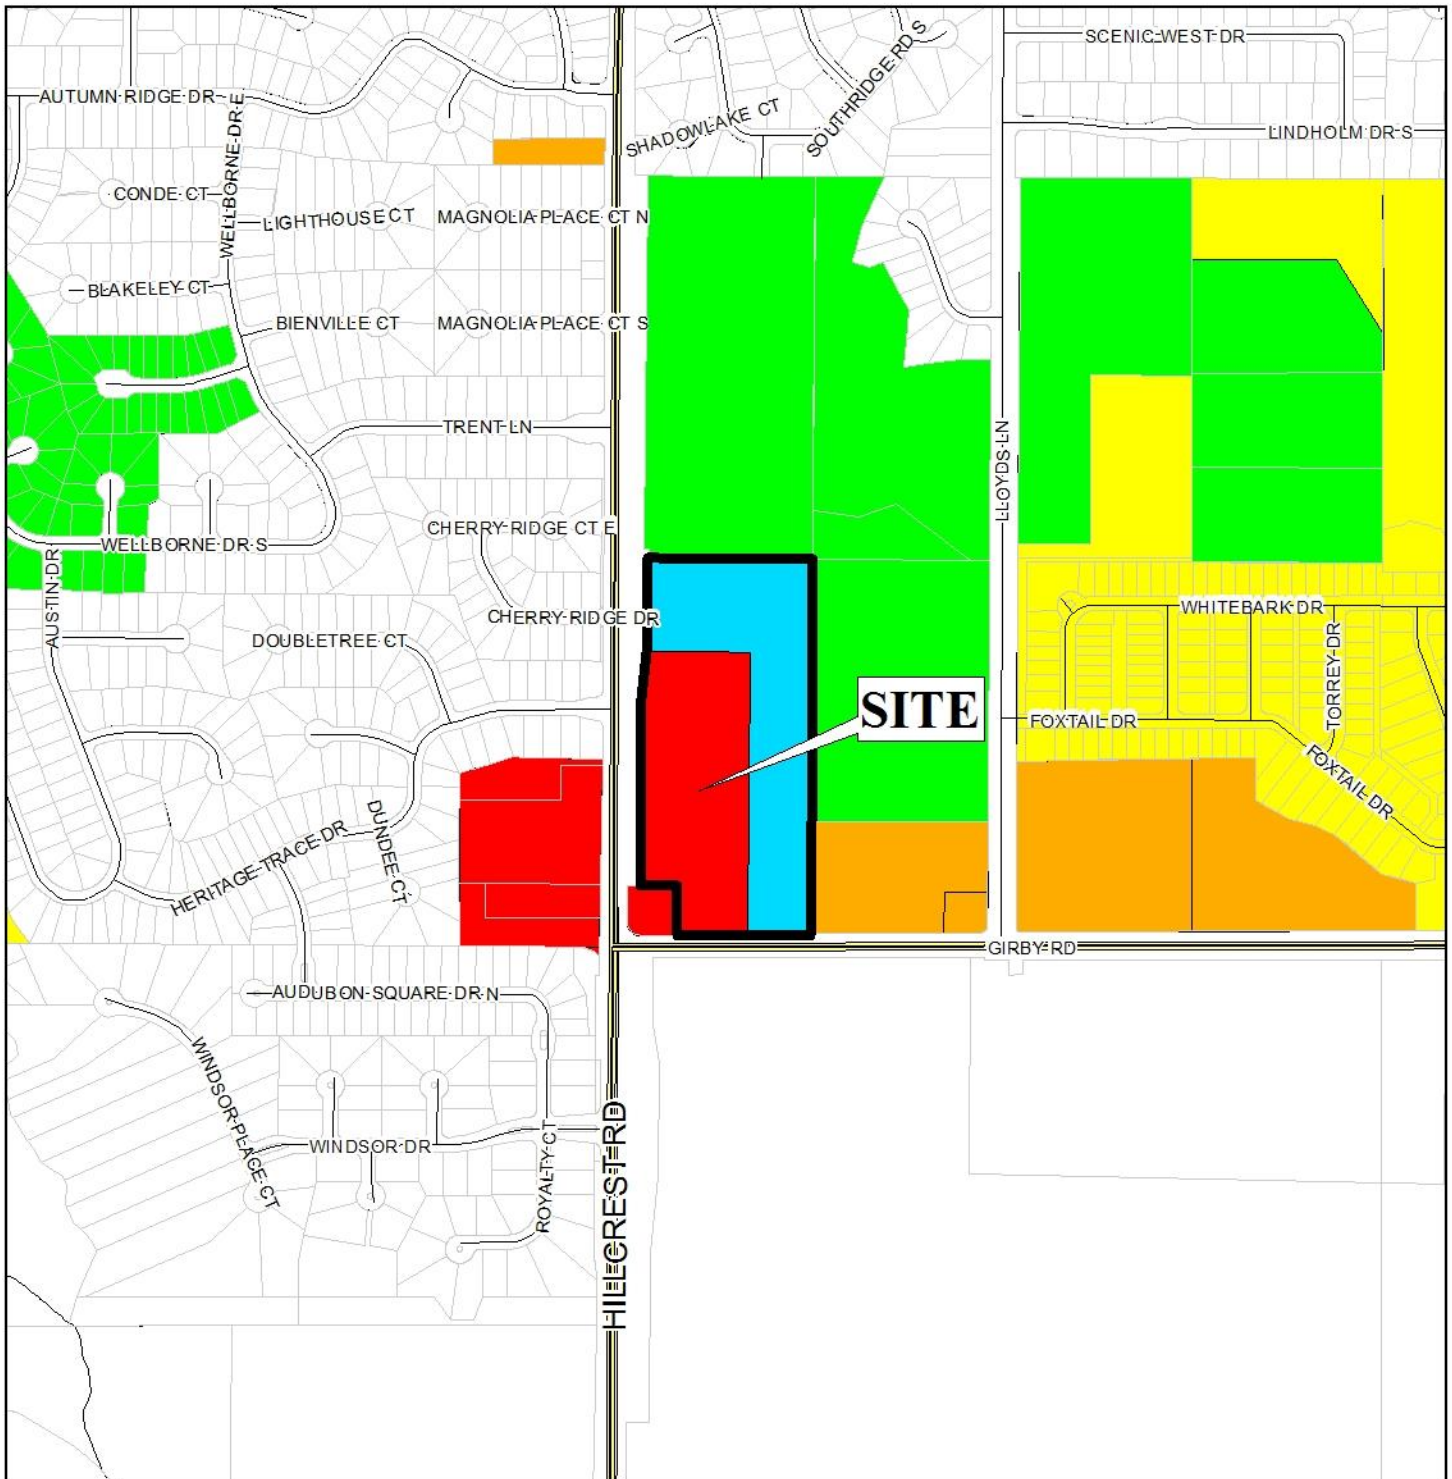 SCENIC WEST DR
AUTUMN RIDGE DR
WELLBORNE DR E
SHADOWLAKE CT
SOUTHRIDGE RD S
LINDHOLM DR S
CONDE CT
LIGHTHOUSE CT
MAGNOLIA PLACE CT N
BLAKELEY CT
BIENVILLE CT
MAGNOLIA PLACE CT S
TRENT LN
LLOYDS LN
CHERRY RIDGE CT E
WELLBORNE DR S
AUSTIN DR
CHERRY RIDGE DR
WHITEBARK DR
DOUBLETREE CT
TORREY DR
SITE
FOXTAIL DR
FOXTAIL DR
DUNDEE CT
HERITAGE TRACE DR
GIRBY RD
AUDUBON SQUARE DR N
WINDSOR PLACE CT
WINDSOR DR
ROYALTY CT
HILLCREST RD